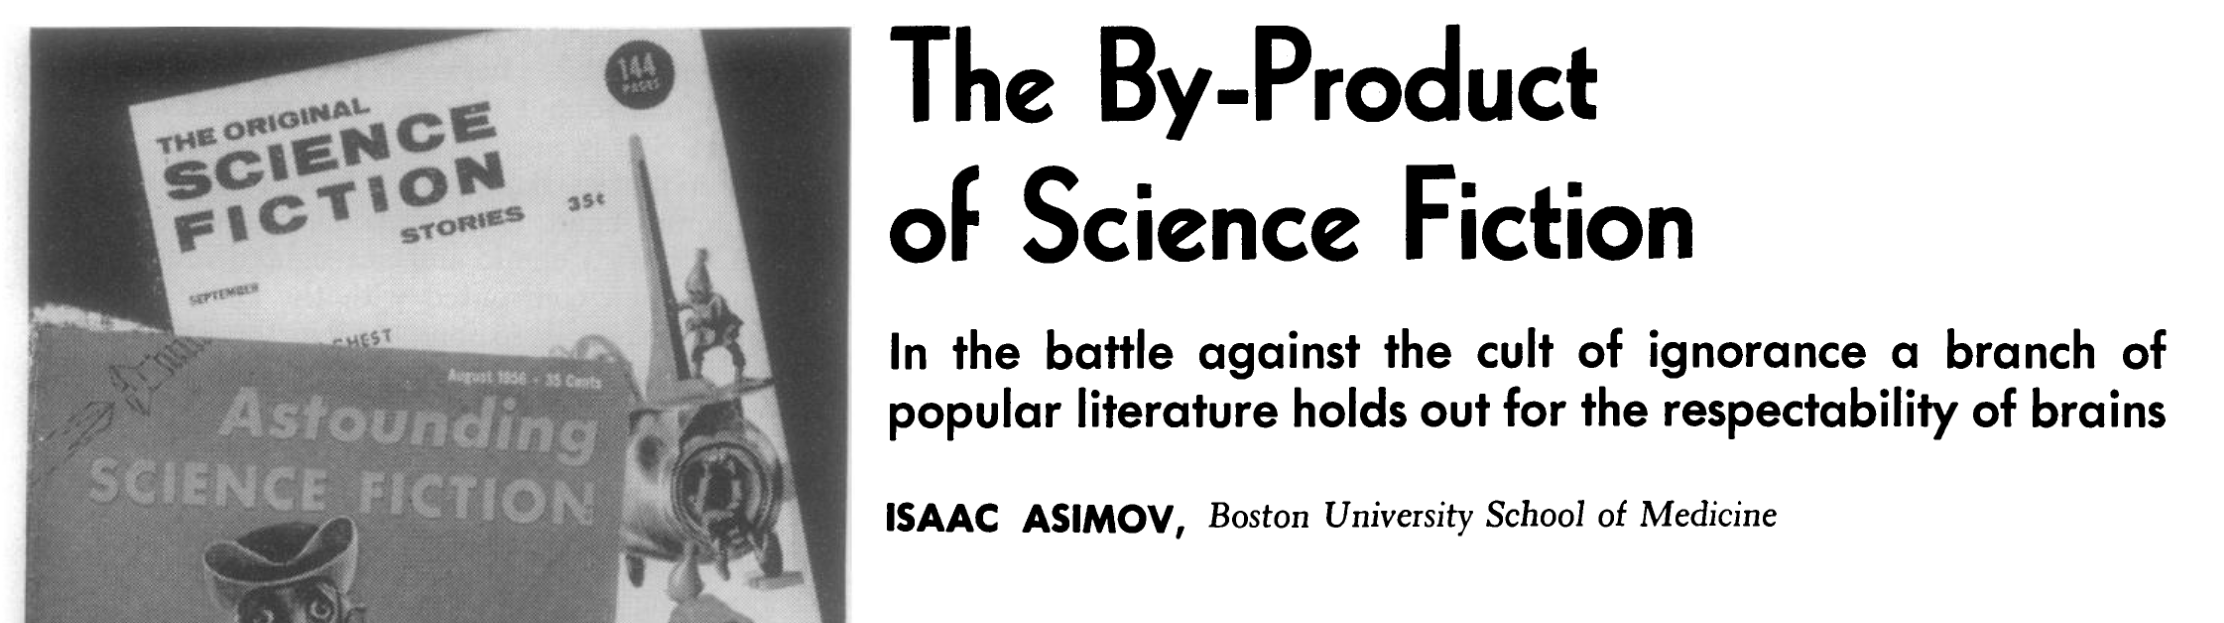 144
PAGES
THE ORIGINAL
SCIENCE
FICTION
STORIES
35¢
SEPTEMBER
August 1956 - 35 Cents
Astounding
SCIENCE FICTION
The By-Product
of Science Fiction
In the battle against the cult of ignorance a branch of
popular literature holds out for the respectability of brains
ISAAC ASIMOV, Boston University School of Medicine